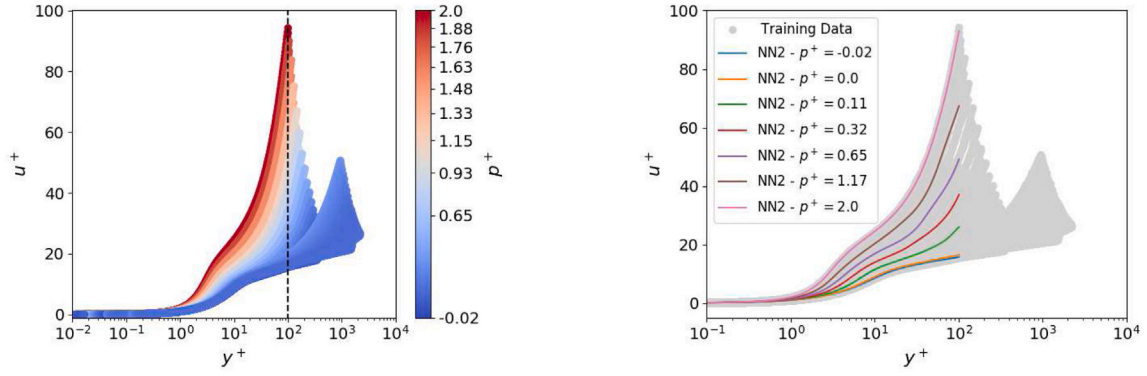 100
80
60
40
20
0
10⁻²
10⁻¹
10⁰
10¹
10²
10³
10⁴
u⁺
y⁺
2.0
1.88
1.76
1.63
1.48
1.33
1.15
0.93
0.65
-0.02
p⁺
100
80
60
40
20
0
10⁻¹
10⁰
10¹
10²
10³
10⁴
u⁺
y⁺
Training Data
NN2 - p⁺ = -0.02
NN2 - p⁺ = 0.0
NN2 - p⁺ = 0.11
NN2 - p⁺ = 0.32
NN2 - p⁺ = 0.65
NN2 - p⁺ = 1.17
NN2 - p⁺ = 2.0